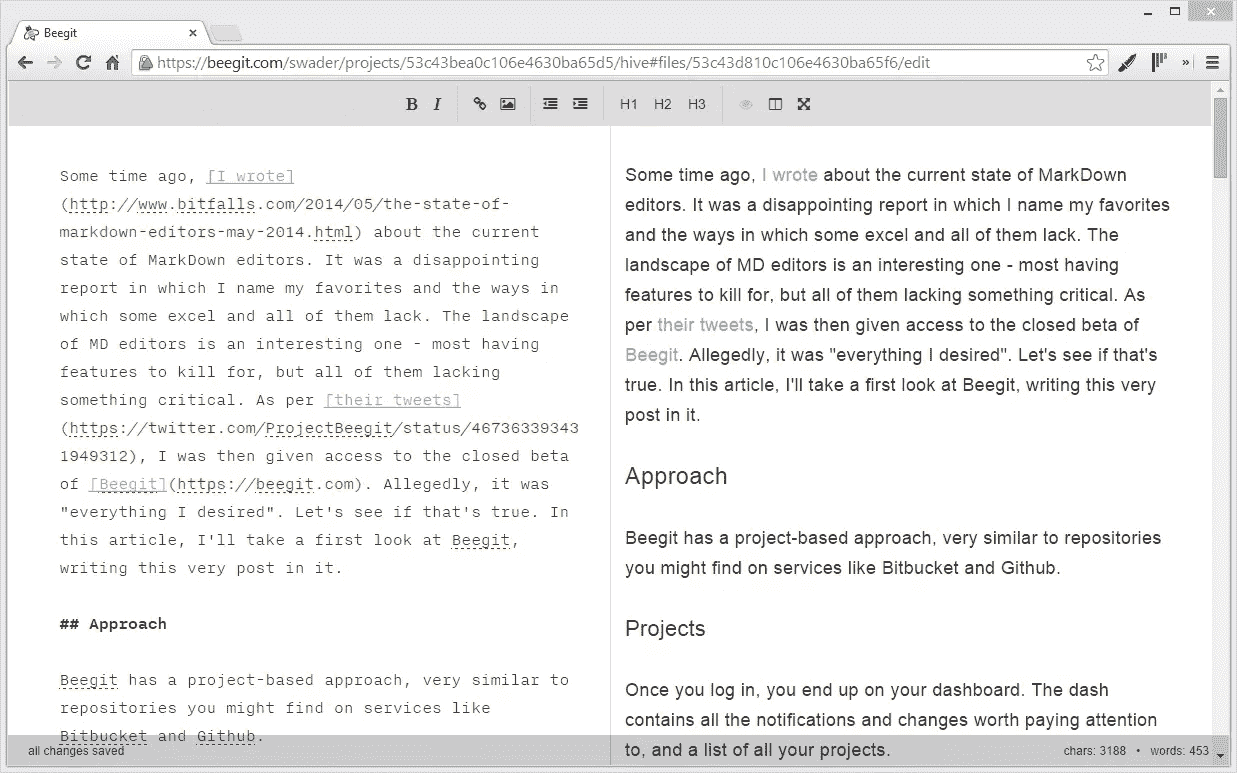 Beegit
https://beegit.com/swader/projects/53c43bea0c106e4630ba65d5/hive#files/53c43d810c106e4630ba65f6/edit
B I H1 H2 H3
Some time ago, [I wrote]
(http://www.bitfalls.com/2014/05/the-state-of-
markdown-editors-may-2014.html) about the current
state of MarkDown editors. It was a disappointing
report in which I name my favorites and the ways in
which some excel and all of them lack. The landscape
of MD editors is an interesting one - most having
features to kill for, but all of them lacking
something critical. As per [their tweets]
(https://twitter.com/ProjectBeegit/status/46736339343
1949312), I was then given access to the closed beta
of [Beegit](https://beegit.com). Allegedly, it was
"everything I desired". Let's see if that's true. In
this article, I'll take a first look at Beegit,
writing this very post in it.
## Approach
Beegit has a project-based approach, very similar to
repositories you might find on services like
Bitbucket and Github.
Some time ago, I wrote about the current state of MarkDown
editors. It was a disappointing report in which I name my favorites
and the ways in which some excel and all of them lack. The
landscape of MD editors is an interesting one - most having
features to kill for, but all of them lacking something critical. As
per their tweets, I was then given access to the closed beta of
Beegit. Allegedly, it was "everything I desired". Let's see if that's
true. In this article, I'll take a first look at Beegit, writing this very
post in it.
Approach
Beegit has a project-based approach, very similar to repositories
you might find on services like Bitbucket and Github.
Projects
Once you log in, you end up on your dashboard. The dash
contains all the notifications and changes worth paying attention
to, and a list of all your projects.
all changes saved
chars: 3188 • words: 453